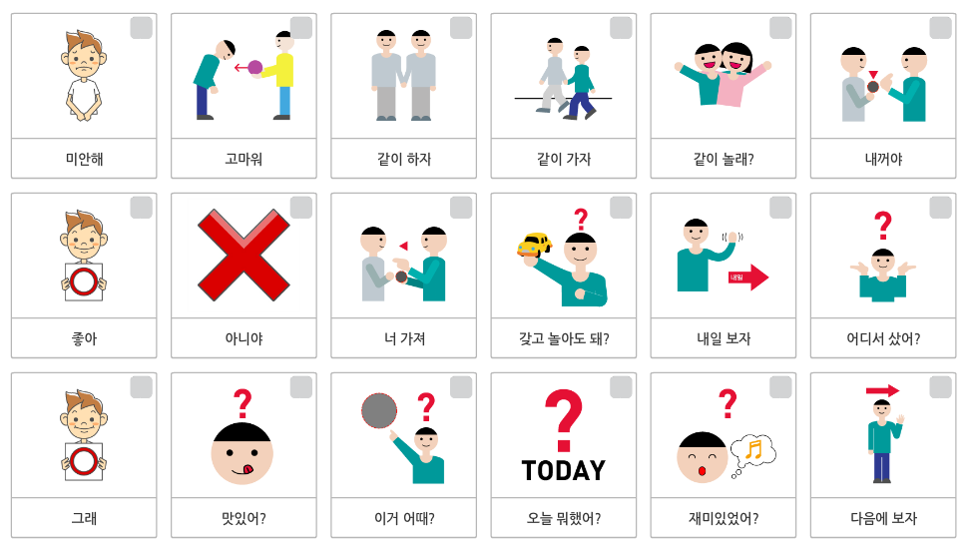 미안해
고마워
같이 하자
같이 가자
같이 놀래?
내꺼야
좋아
아니야
너 가져
?
갖고 놀아도 돼?
내일
내일 보자
?
어디서 샀어?
그래
?
맛있어?
?
이거 어때?
?
TODAY
오늘 뭐했어?
?
재미있었어?
다음에 보자